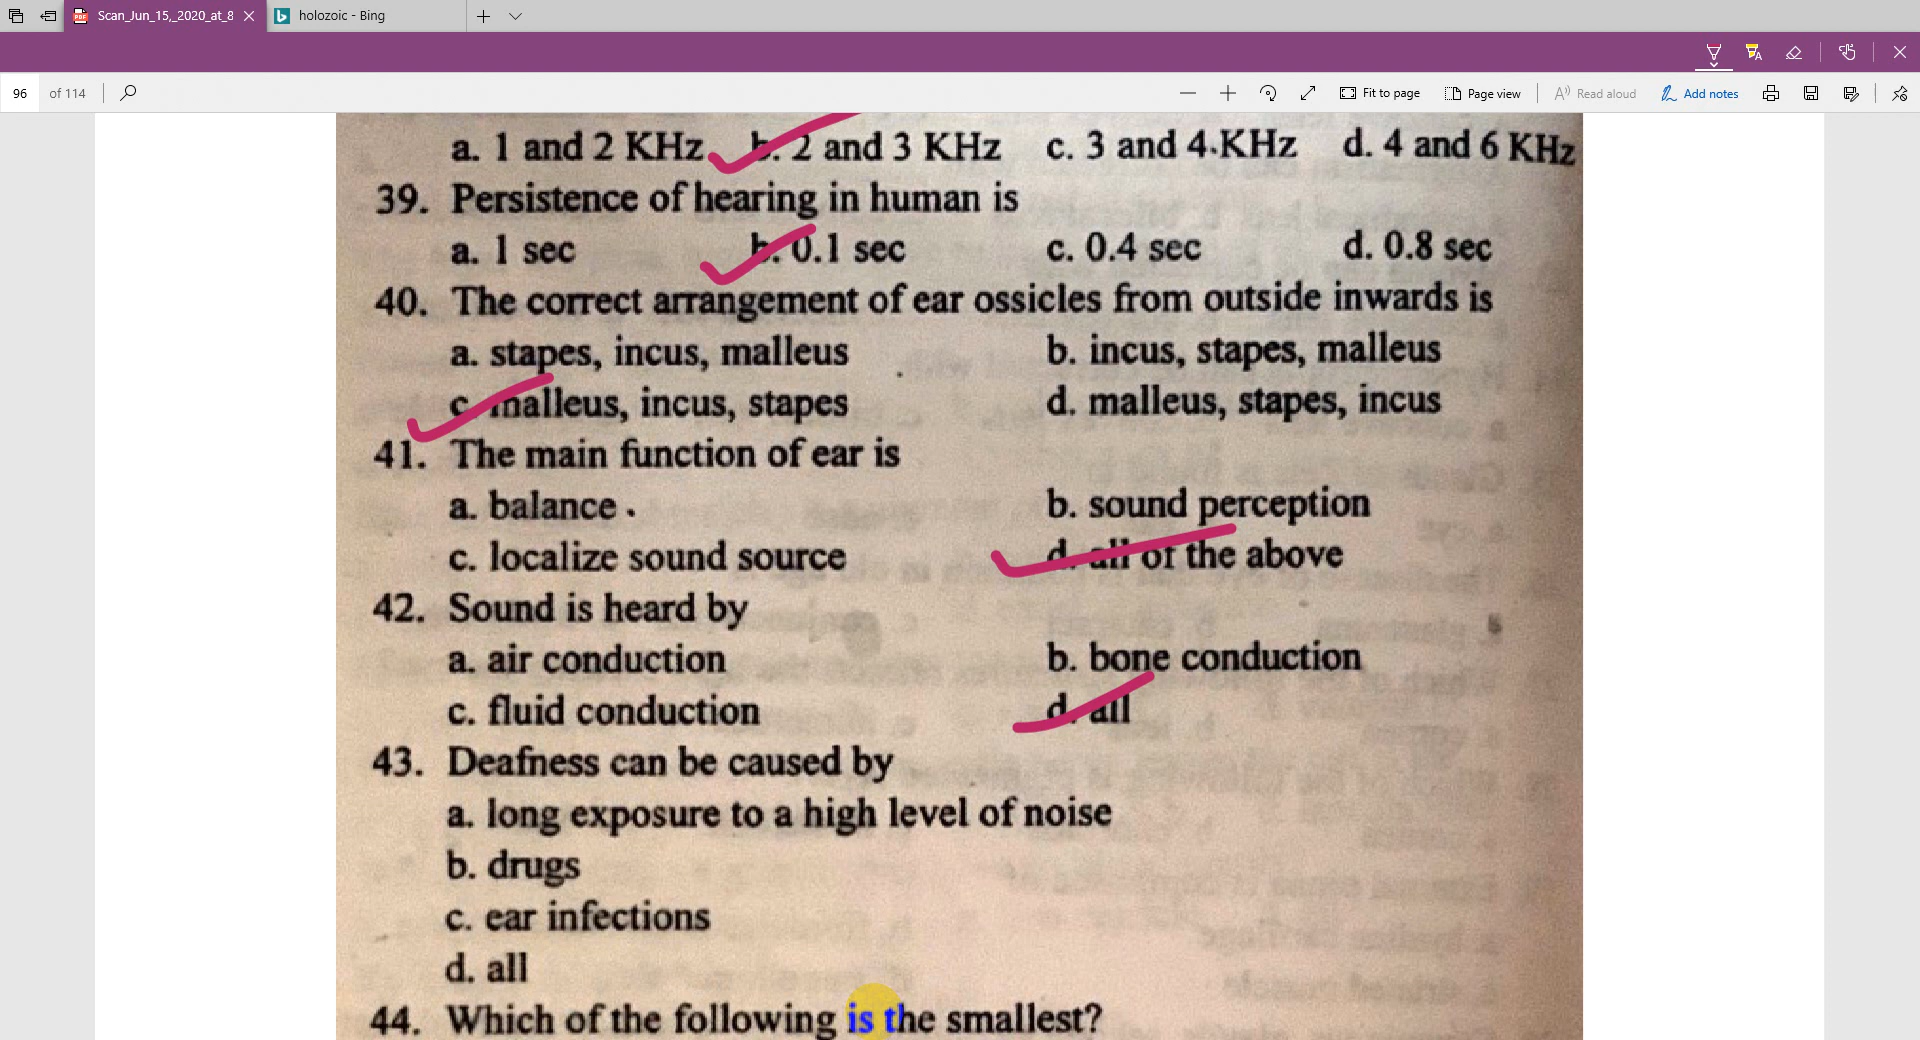 Scan_Jun_15,_2020_at_8
holozoic - Bing
96 of 114
Fit to page
Page view
Read aloud
Add notes
a. 1 and 2 KHz b. 2 and 3 KHz c. 3 and 4 KHz d. 4 and 6 KHz
39. Persistence of hearing in human is
a. 1 sec b. 0.1 sec c. 0.4 sec d. 0.8 sec
40. The correct arrangement of ear ossicles from outside inwards is
a. stapes, incus, malleus b. incus, stapes, malleus
c. malleus, incus, stapes d. malleus, stapes, incus
41. The main function of ear is
a. balance b. sound perception
c. localize sound source d. all of the above
42. Sound is heard by
a. air conduction b. bone conduction
c. fluid conduction d. all
43. Deafness can be caused by
a. long exposure to a high level of noise
b. drugs
c. ear infections
d. all
44. Which of the following is the smallest?